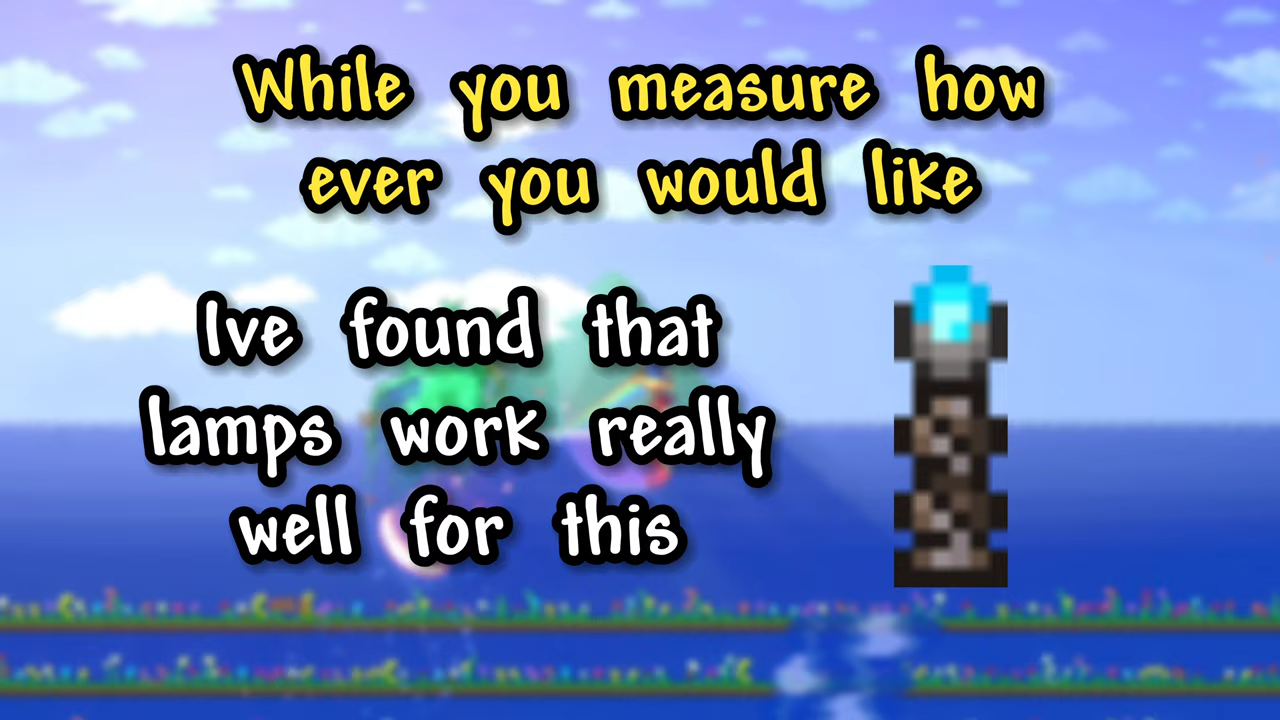 While you measure how
ever you would like
Ive found that
lamps work really
well for this